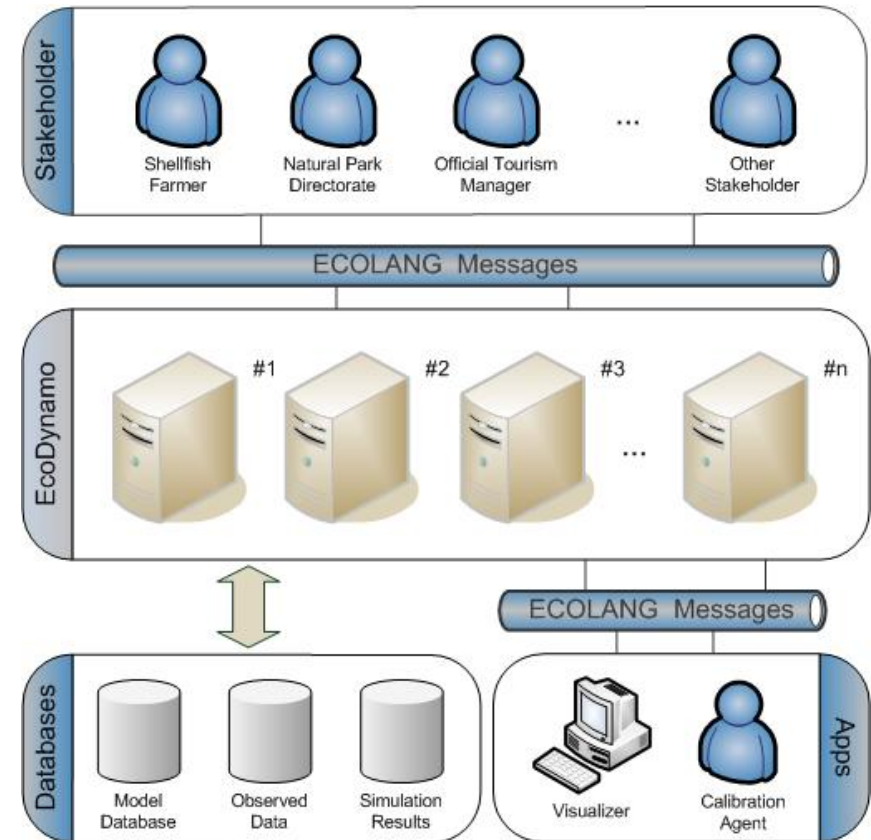 Stakeholder
Shellfish
Farmer
Natural Park
Directorate
Official Tourism
Manager
...
Other
Stakeholder
ECOLANG Messages
EcoDynamo
#1
#2
#3
...
#n
ECOLANG Messages
Databases
Model
Database
Observed
Data
Simulation
Results
Visualizer
Calibration
Agent
Apps